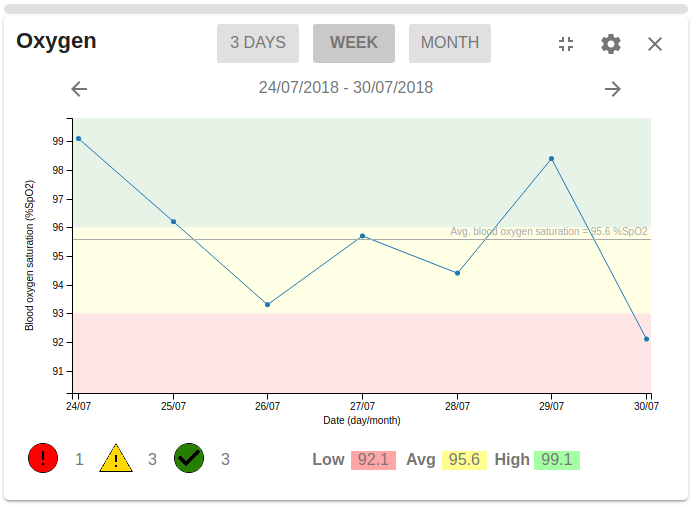 Oxygen
3 DAYS
WEEK
MONTH
24/07/2018 - 30/07/2018
Blood oxygen saturation (%SpO2)
99
98
97
96
95
94
93
92
91
Avg. blood oxygen saturation = 95.6 %SpO2
24/07 25/07 26/07 27/07 28/07 29/07 30/07
Date (day/month)
! 1 ! 3 3 Low 92.1 Avg 95.6 High 99.1